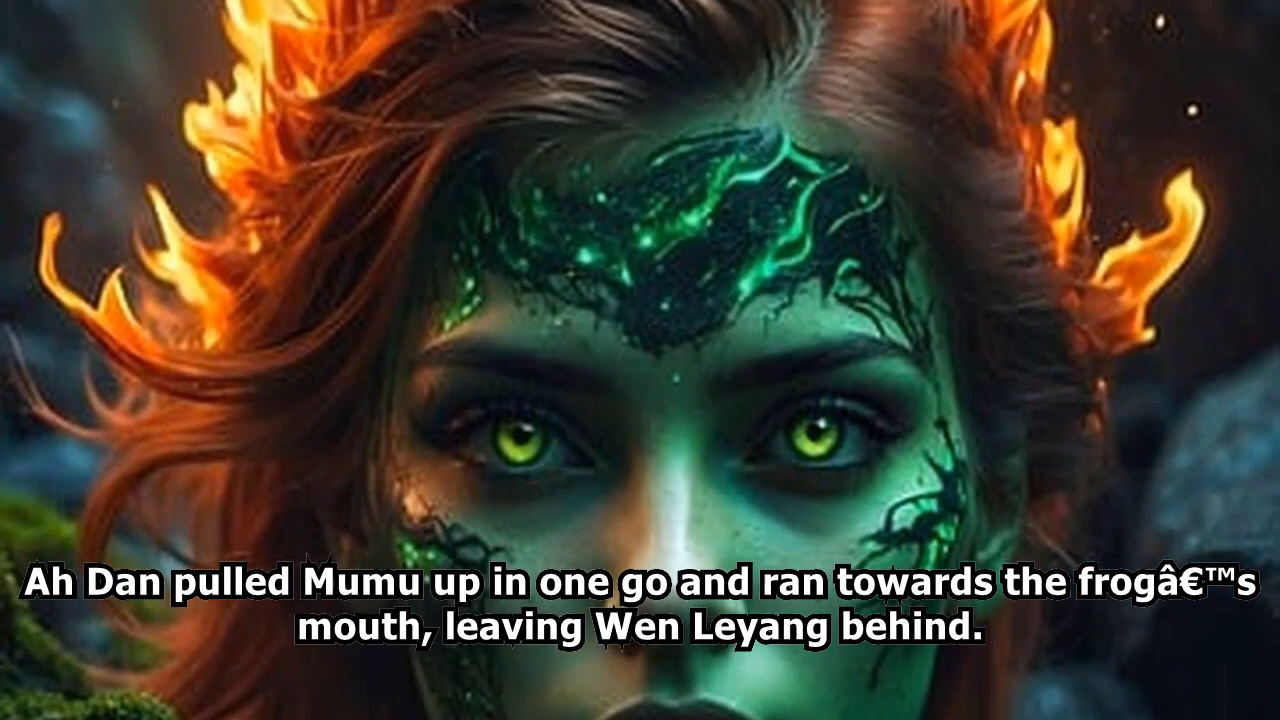 Ah Dan pulled Mumu up in one go and ran towards the frogâ€™s
mouth, leaving Wen Leyang behind.